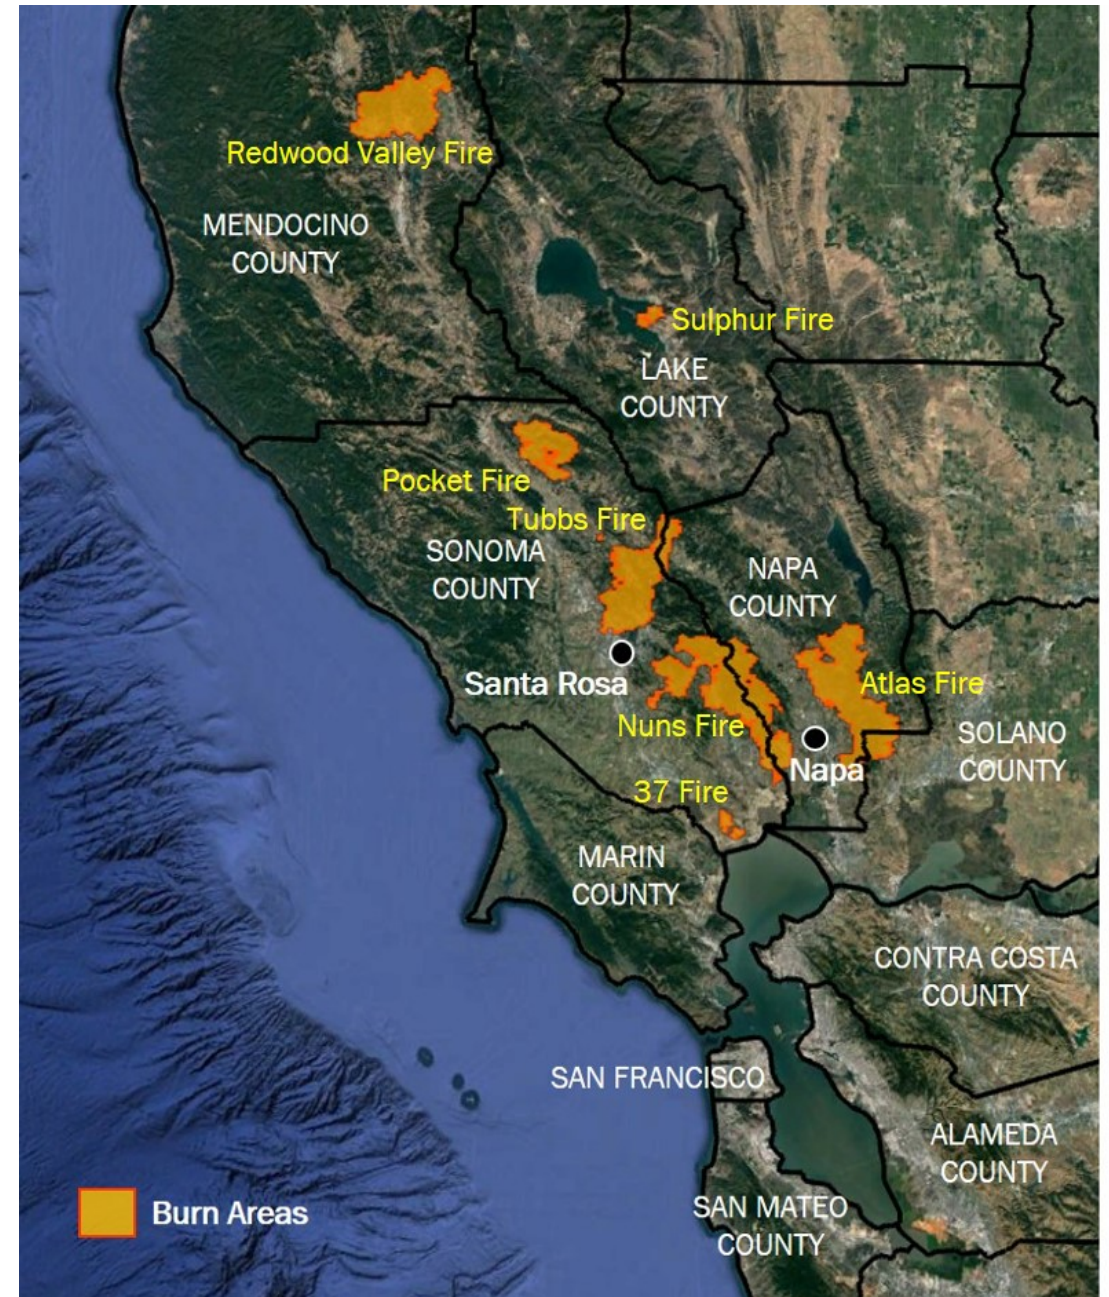 Redwood Valley Fire
MENDOCINO
COUNTY
Sulphur Fire
LAKE
COUNTY
Pocket Fire
Tubbs Fire
SONOMA
COUNTY
NAPA
COUNTY
Santa Rosa
Atlas Fire
Nuns Fire
SOLANO
COUNTY
Napa
37 Fire
MARIN
COUNTY
CONTRA COSTA
COUNTY
SAN FRANCISCO
ALAMEDA
COUNTY
SAN MATEO
COUNTY
Burn Areas